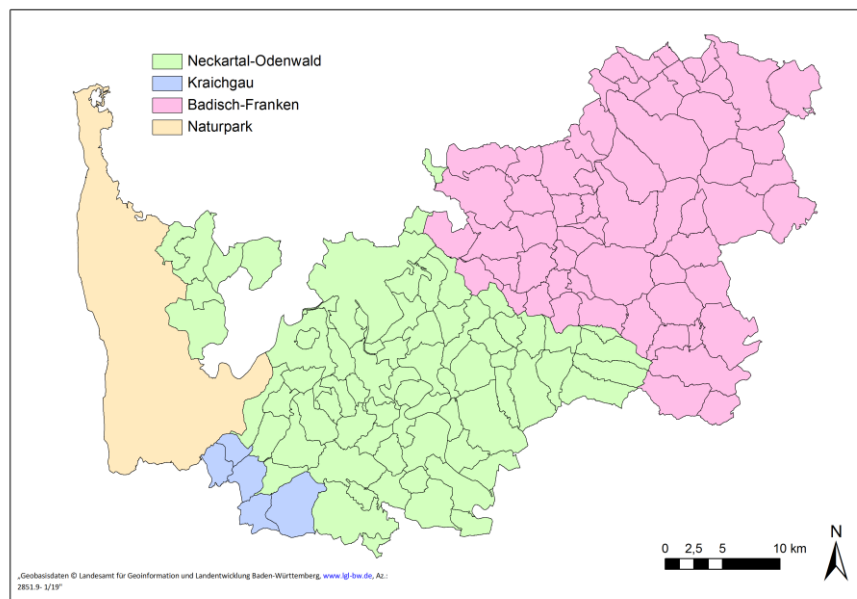 Neckartal-Odenwald
Kraichgau
Badisch-Franken
Naturpark
N
0 2,5 5 10 km
„Geobasisdaten © Landesamt für Geoinformation und Landentwicklung Baden-Württemberg, www.lgl-bw.de, Az.:
2851.9- 1/19“